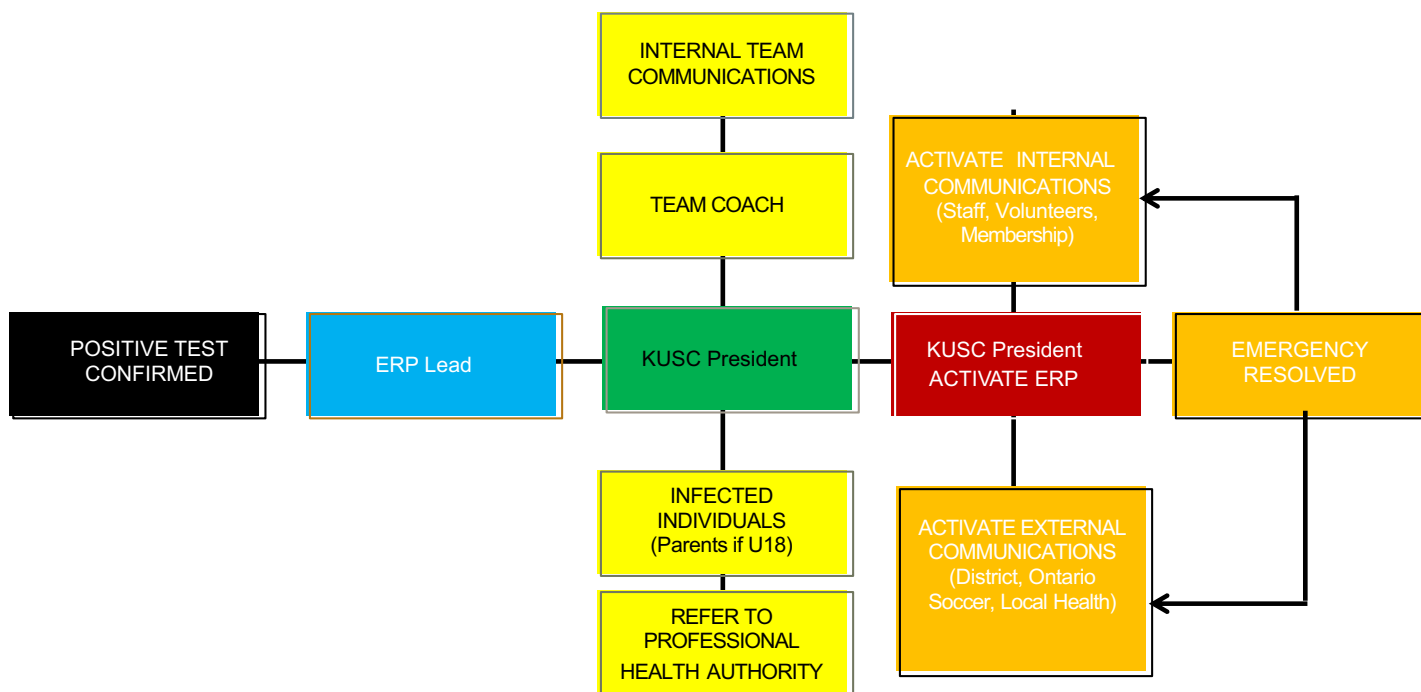 INTERNAL TEAM
COMMUNICATIONS
TEAM COACH
ACTIVATE INTERNAL
COMMUNICATIONS
(Staff, Volunteers,
Membership)
POSITIVE TEST
CONFIRMED
ERP Lead
KUSC President
KUSC President
ACTIVATE ERP
EMERGENCY
RESOLVED
INFECTED
INDIVIDUALS
(Parents if U18)
REFER TO
PROFESSIONAL
HEALTH AUTHORITY
ACTIVATE EXTERNAL
COMMUNICATIONS
(District, Ontario
Soccer, Local Health)